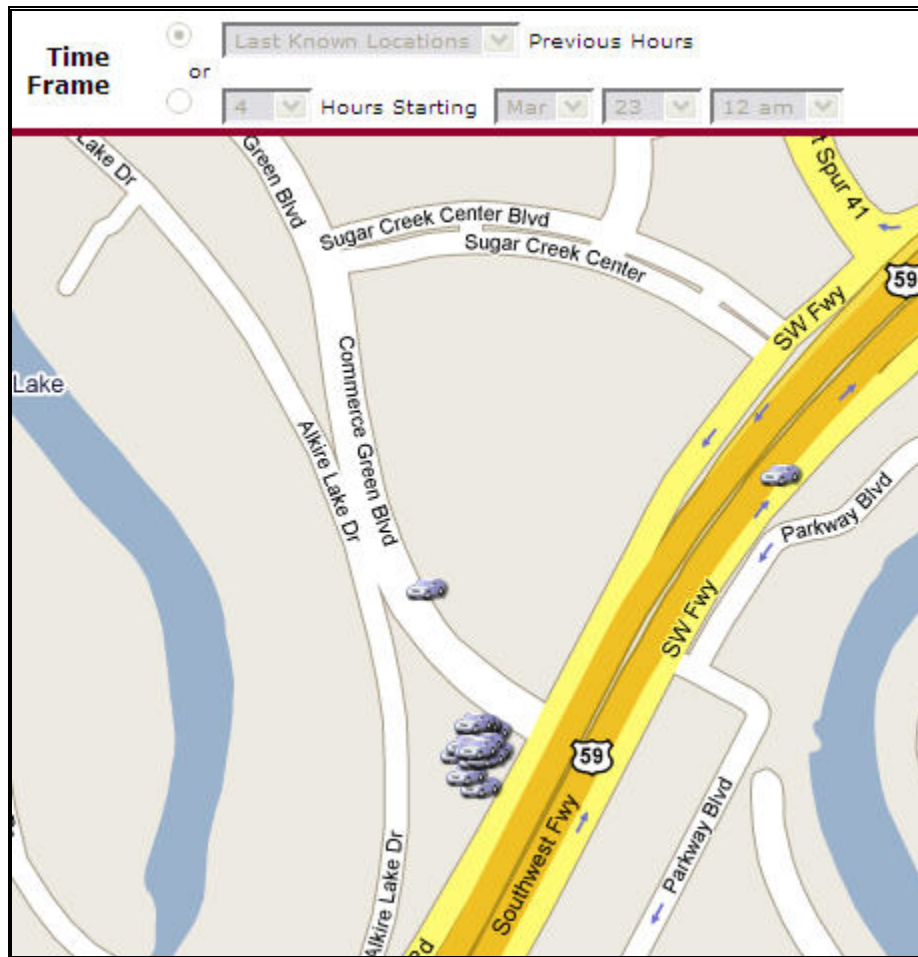 Time
Frame
Last Known Locations
Previous Hours
or
4
Hours Starting
Mar
23
12 am
Lake Dr
Green Blvd
t Spur 41
Sugar Creek Center Blvd
Sugar Creek Center
59
SW Fwy
Lake
Commerce Green Blvd
Alkire Lake Dr
Parkway Blvd
SW Fwy
59
Parkway Blvd
Southwest Fwy
Alkire Lake Dr
Rd